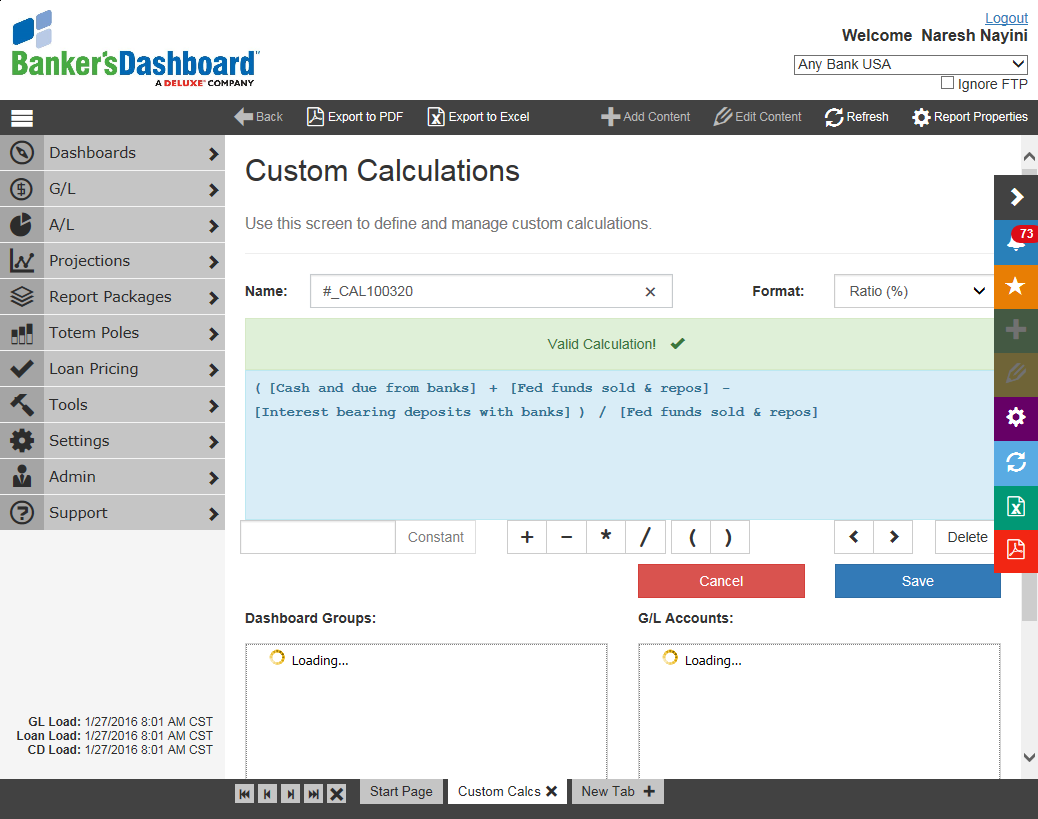 Logout
Welcome Naresh Nayini
Banker'sDashboard
A DELUXE COMPANY
Any Bank USA
Ignore FTP
Back Export to PDF Export to Excel Add Content Edit Content Refresh Report Properties
Dashboards
G/L
A/L
Projections
Report Packages
Totem Poles
Loan Pricing
Tools
Settings
Admin
Support
GL Load: 1/27/2016 8:01 AM CST
Loan Load: 1/27/2016 8:01 AM CST
CD Load: 1/27/2016 8:01 AM CST
Custom Calculations
Use this screen to define and manage custom calculations.
Name: #_CAL100320 Format: Ratio (%)
Valid Calculation!
( [Cash and due from banks] + [Fed funds sold & repos] -
[Interest bearing deposits with banks] ) / [Fed funds sold & repos]
Constant + - * / ( ) Delete
Cancel Save
Dashboard Groups: G/L Accounts:
Loading... Loading...
73
Start Page Custom Calcs New Tab